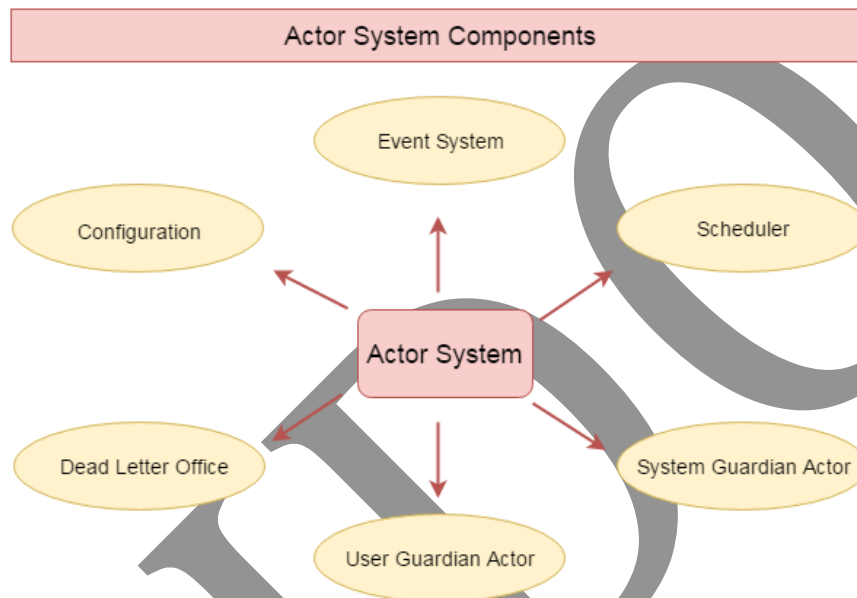 Actor System Components
Event System
Configuration
Scheduler
Actor System
Dead Letter Office
System Guardian Actor
User Guardian Actor